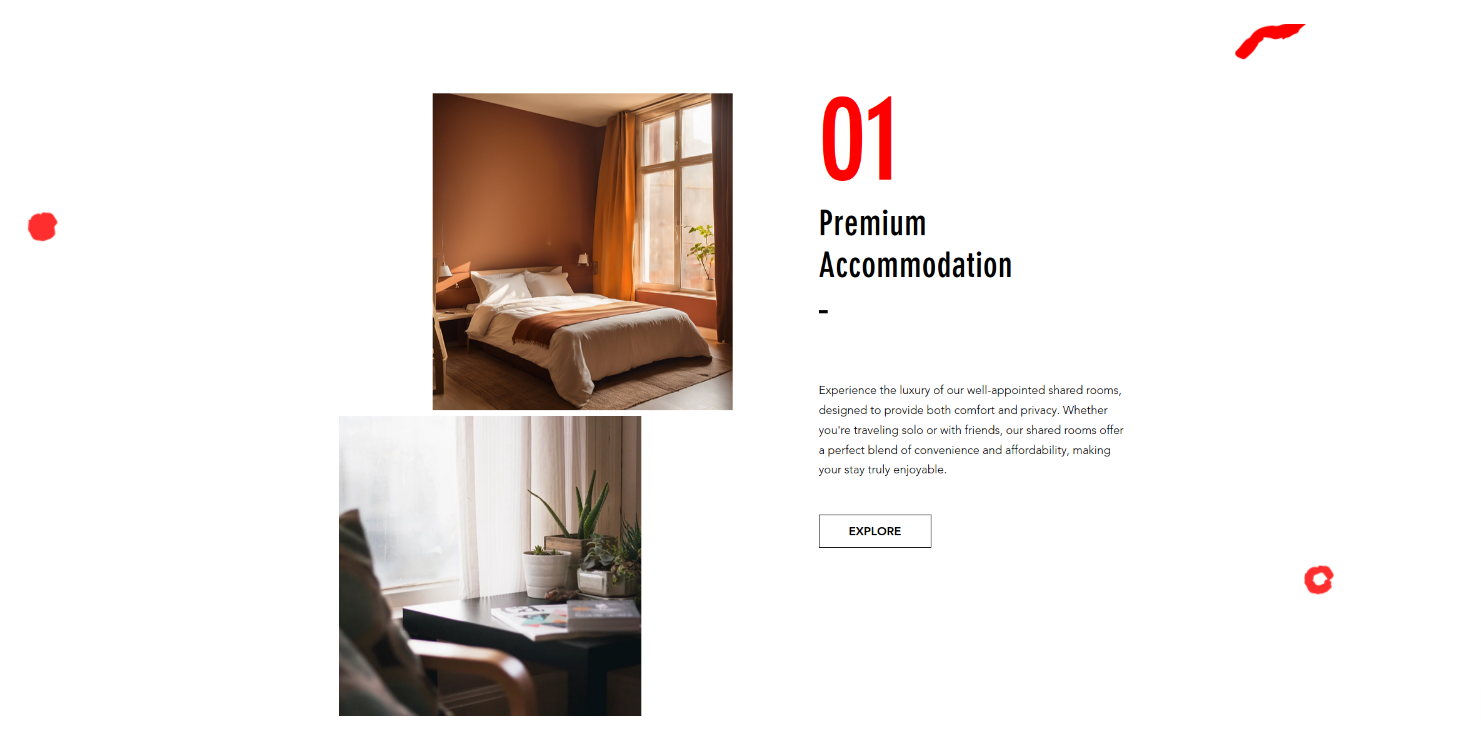 01
Premium
Accommodation
-
Experience the luxury of our well-appointed shared rooms,
designed to provide both comfort and privacy. Whether
you're traveling solo or with friends, our shared rooms offer
a perfect blend of convenience and affordability, making
your stay truly enjoyable.
EXPLORE